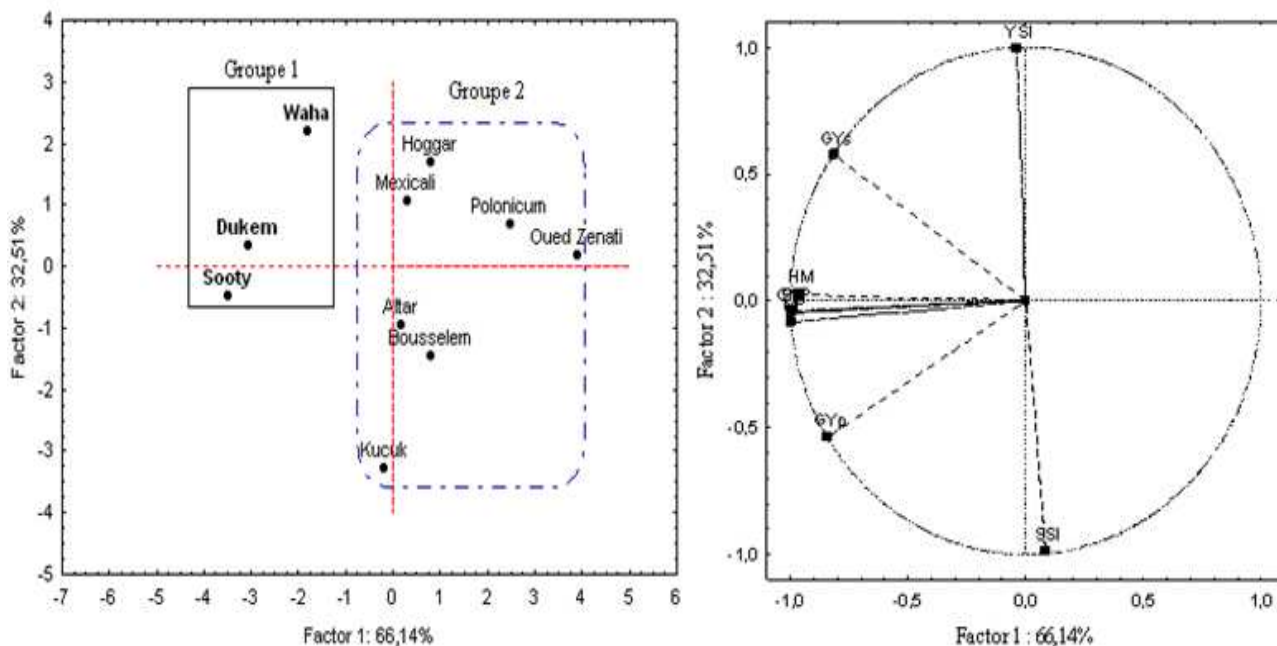 Groupe 1
Groupe 2
Waha
Hoggar
Mexicali
Polonicum
Dukem
Oued Zenati
Sooty
Altar
Bousselem
Kucuk
4
3
2
1
0
-1
-2
-3
-4
-5
Factor 2: 32,51%
-7 -6 -5 -4 -3 -2 -1 0 1 2 3 4 5 6
Factor 1: 66,14%
YSI
GYs
HM
GYp
SSI
1,0
0,5
0,0
-0,5
-1,0
Factor 2 : 32,51%
-1,0 -0,5 0,0 0,5 1,0
Factor 1 : 66,14%